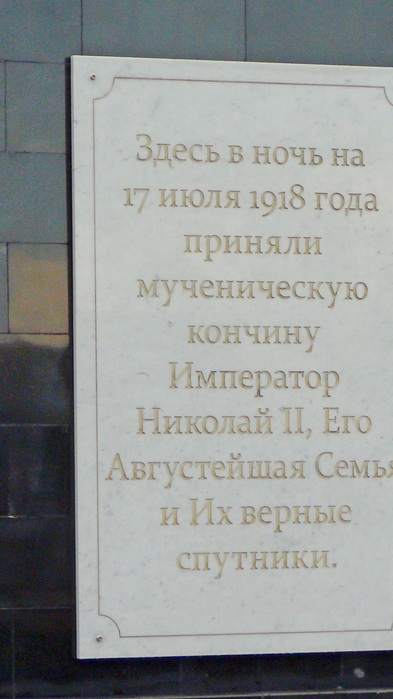 Здесь в ночь на
17 июля 1918 года
приняли
мученическую
кончину
Император
Николай II, Его
Августейшая Семья
и Их верные
спутники.